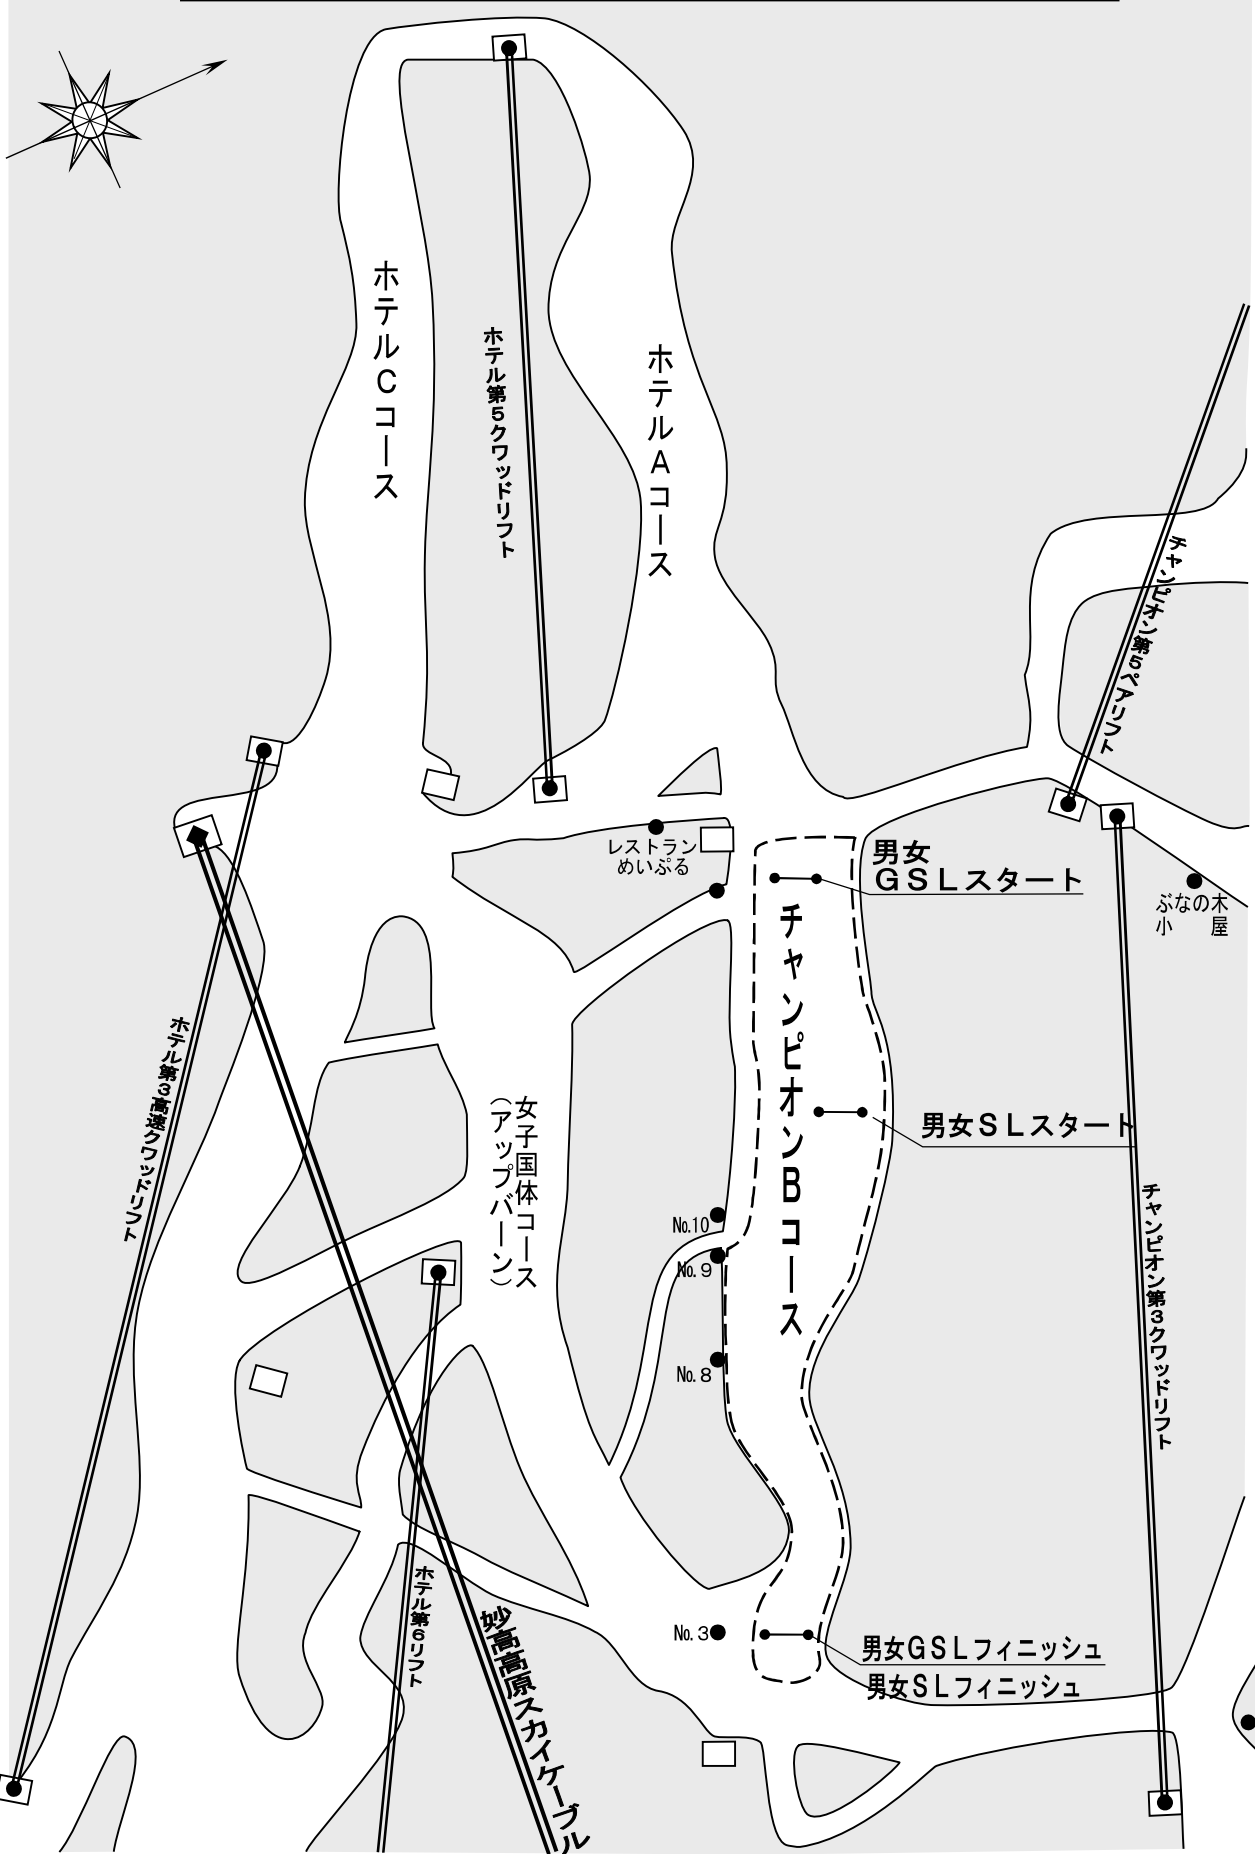 ホテルCコース
ホテル第5クワッドリフト
ホテルAコース
チャンピオン第5ペアリフト
レストラン
めいぷる
男女
GSLスタート
ぶなの木
小　屋
チャンピオンBコース
ホテル第3高速クワッドリフト
女子国体コース
（アップバーン）
男女SLスタート
チャンピオン第3クワッドリフト
№10
№9
№8
ホテル第6リフト
妙高高原スカイケーブル
№3
男女GSLフィニッシュ
男女SLフィニッシュ